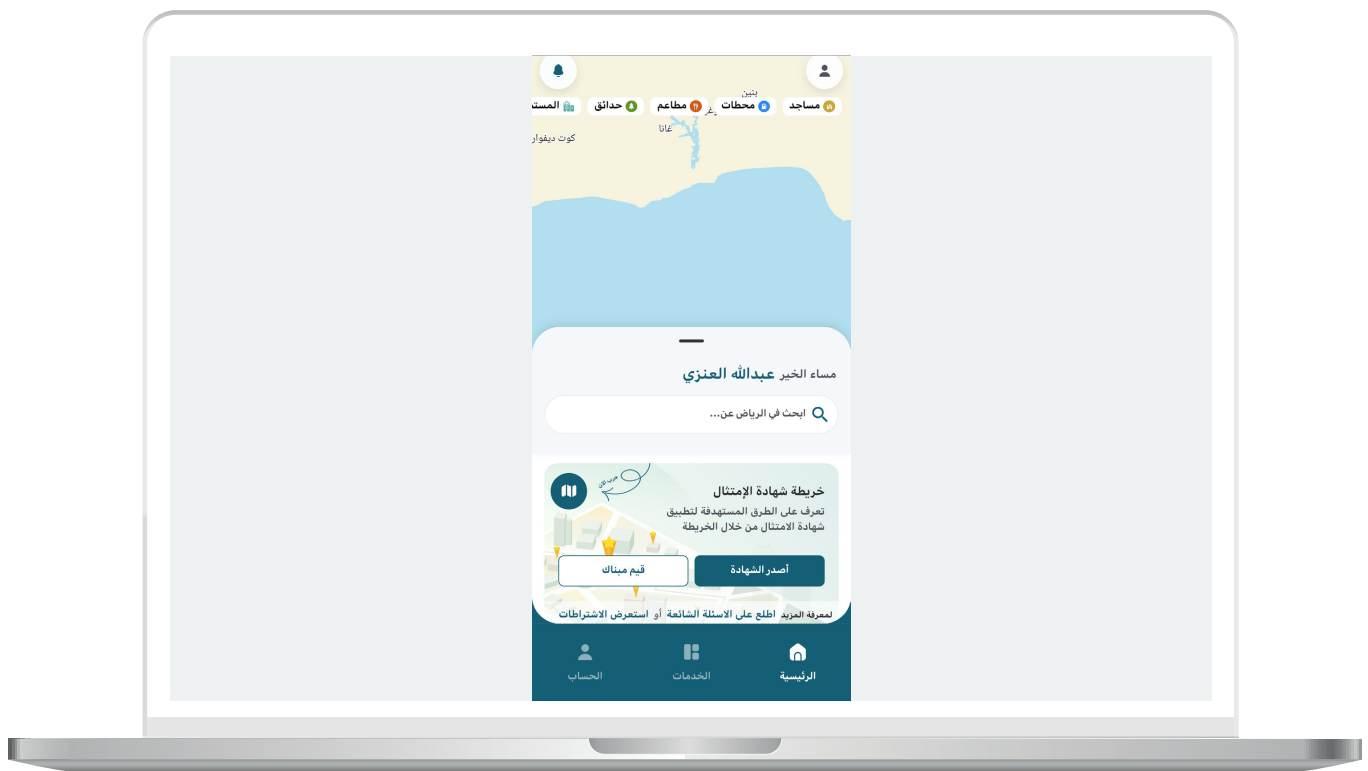 بنين
مساجد
محطات
مطاعم
حدائق
المست
غانا
كوت ديفوار
مساء الخير عبدالله العنزي
ابحث في الرياض عن...
خريطة شهادة الإمتثال
تعرف على الطرق المستهدفة لتطبيق
شهادة الامتثال من خلال الخريطة
أصدر الشهادة
قيم مبناك
لمعرفة المزيد اطلع على الاسئلة الشائعة أو استعرض الاشتراطات
الرئيسية
الخدمات
الحساب